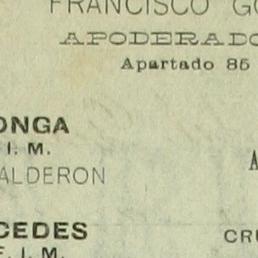 FRANCISCO GO
APODERADO
Apartado 85
ONGA
I. M.
ALDERON
CEDES
F. I. M.
A
CRU